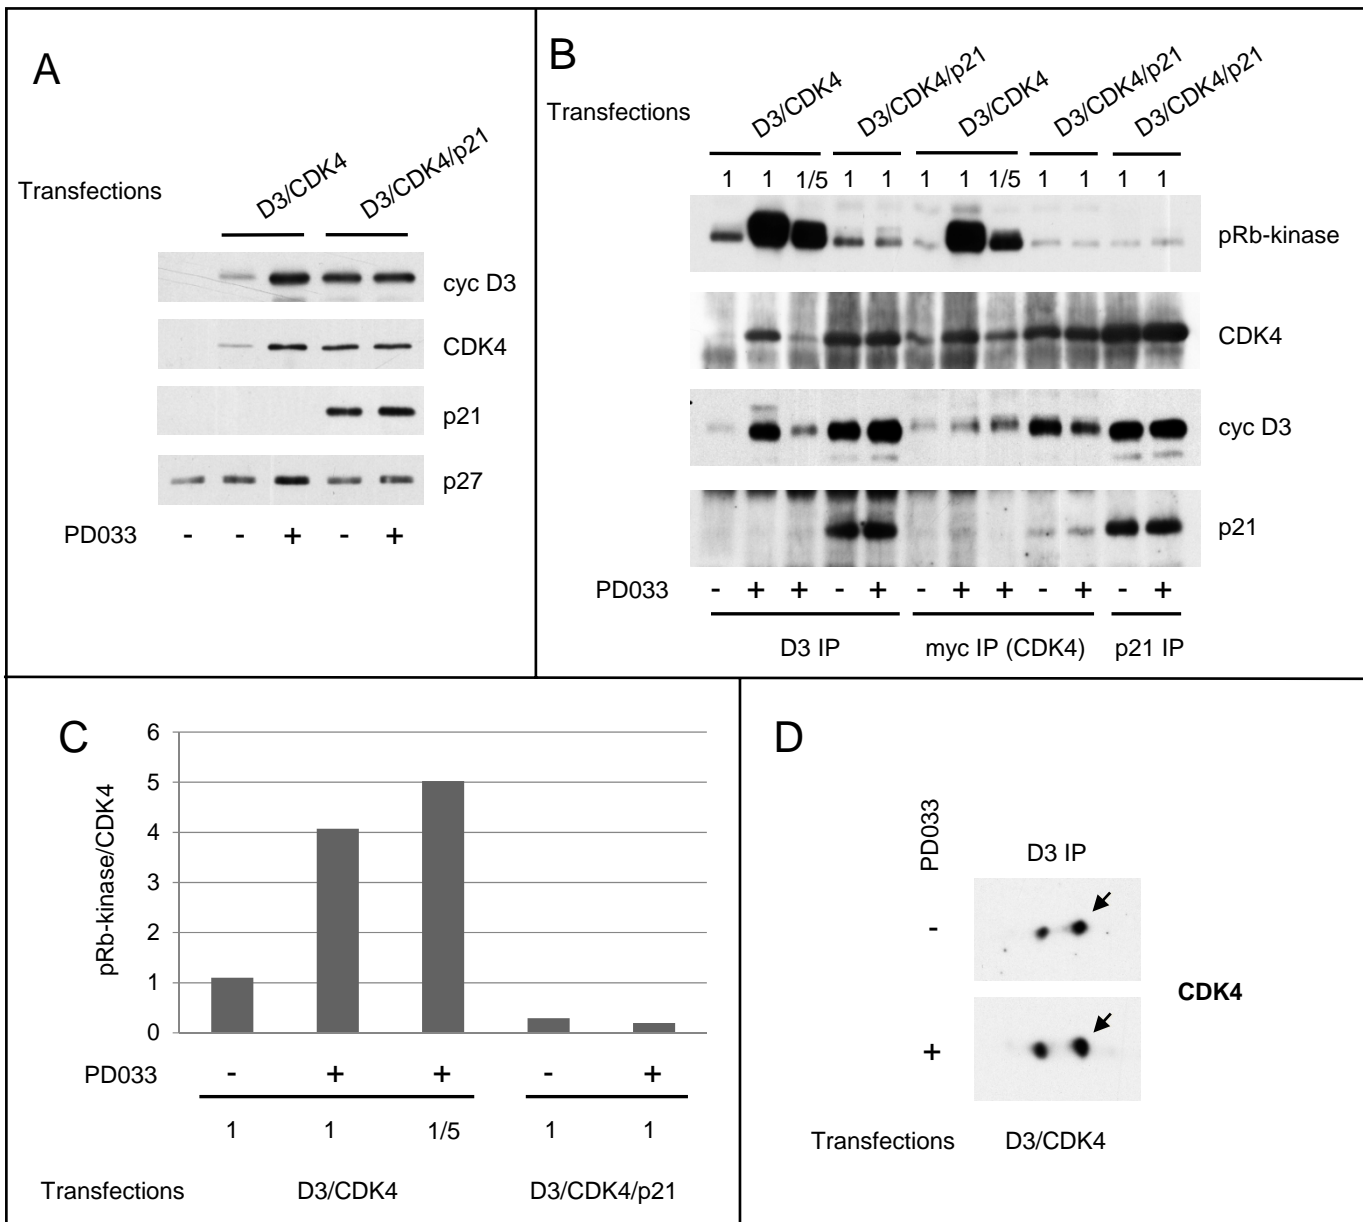 A
Transfections
D3/CDK4
D3/CDK4/p21
cyc D3
CDK4
p21
p27
PD033 - - + - +
B
Transfections
D3/CDK4
D3/CDK4/p21
D3/CDK4
D3/CDK4/p21
D3/CDK4/p21
1 1 1/5 1 1 1 1 1/5 1 1 1 1
pRb-kinase
CDK4
cyc D3
p21
PD033 - + + - + - + + - + - +
D3 IP myc IP (CDK4) p21 IP
C
pRb-kinase/CDK4
6
5
4
3
2
1
0
PD033 - + + - +
1 1 1/5 1 1
Transfections D3/CDK4 D3/CDK4/p21
D
PD033
D3 IP
-
CDK4
+
Transfections D3/CDK4